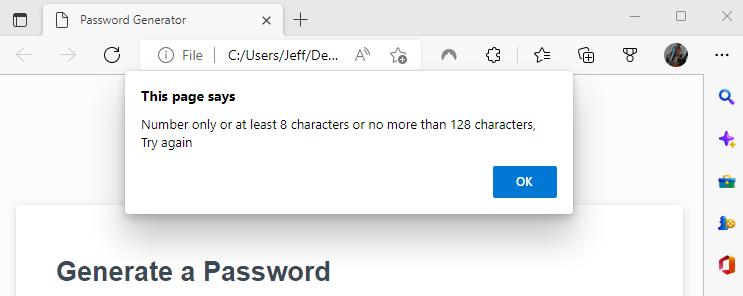 Password Generator
File
C:/Users/Jeff/De...
This page says
Number only or at least 8 characters or no more than 128 characters,
Try again
OK
Generate a Password